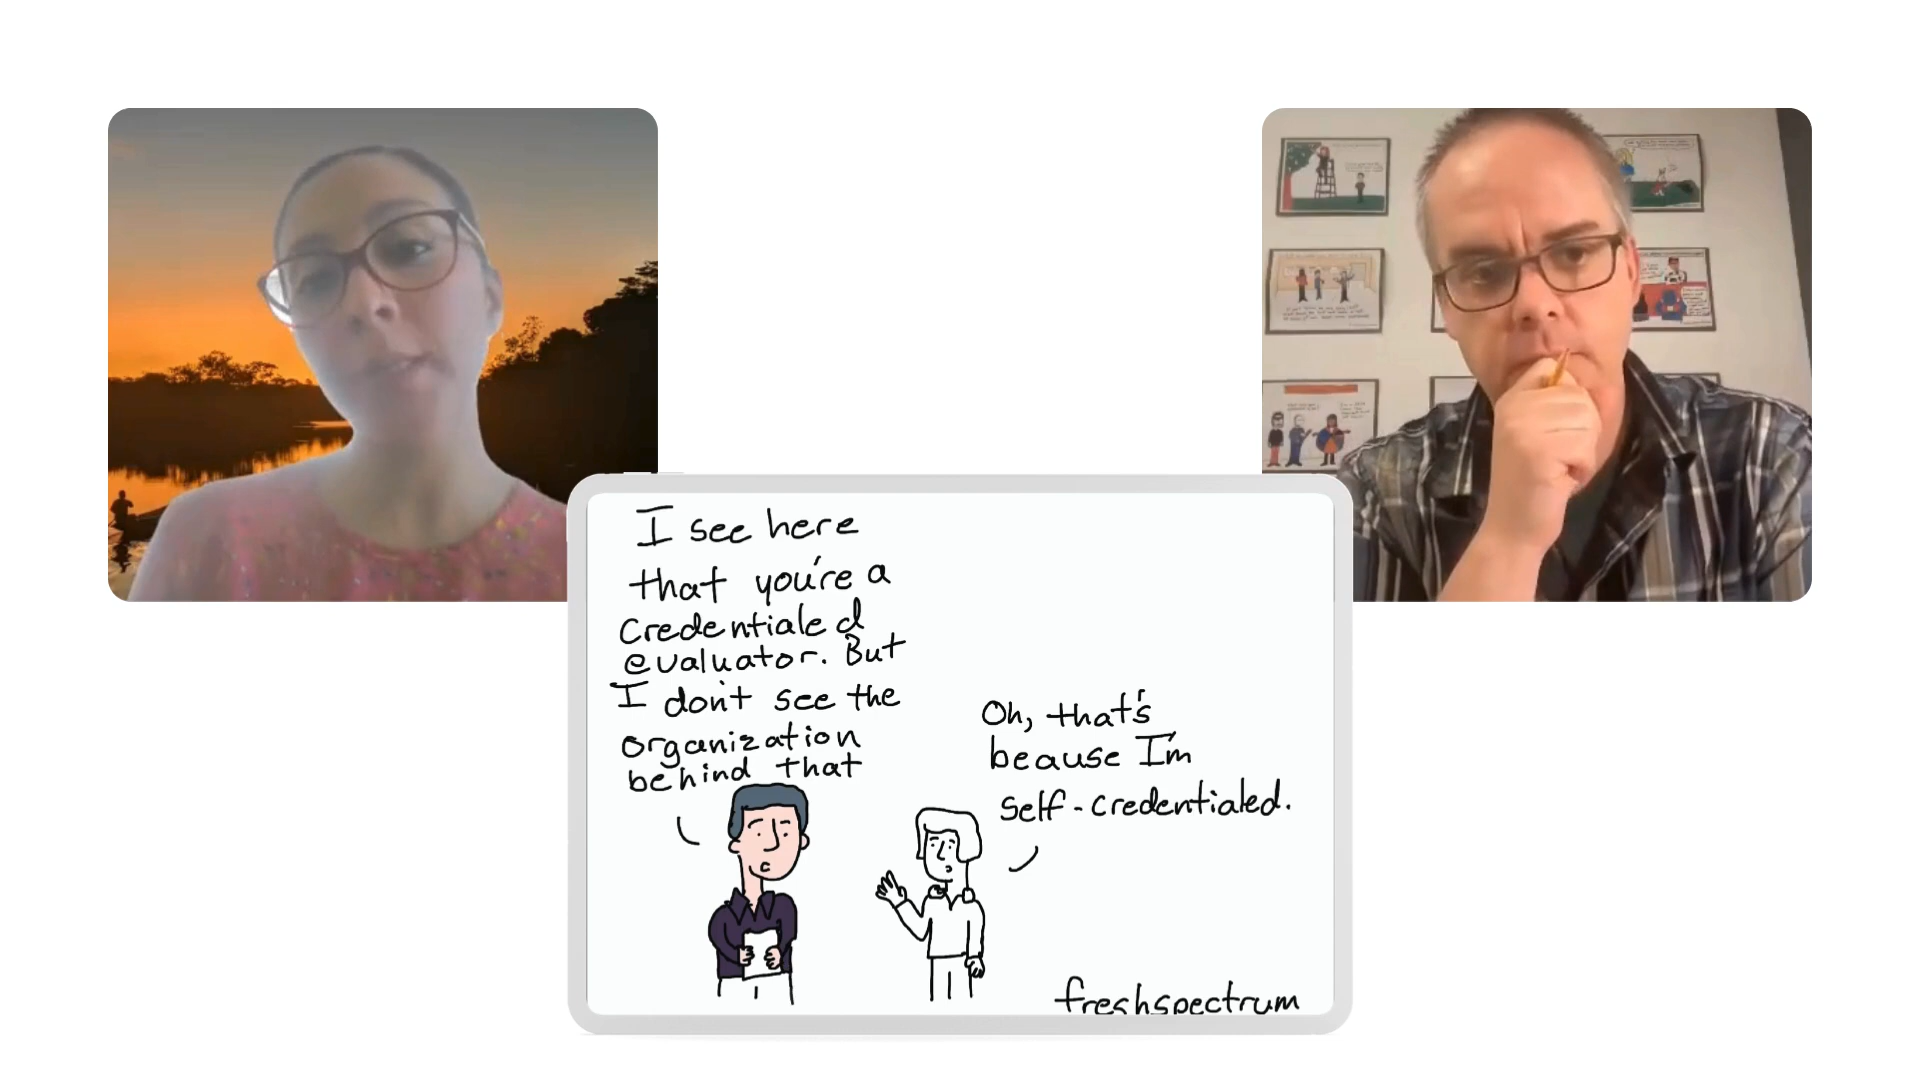 I see here
that you're a
credentialed
evaluator. But
I don't see the
organization
behind that
Oh, that's
beause I'm
self-credentialed.
freshspectrum